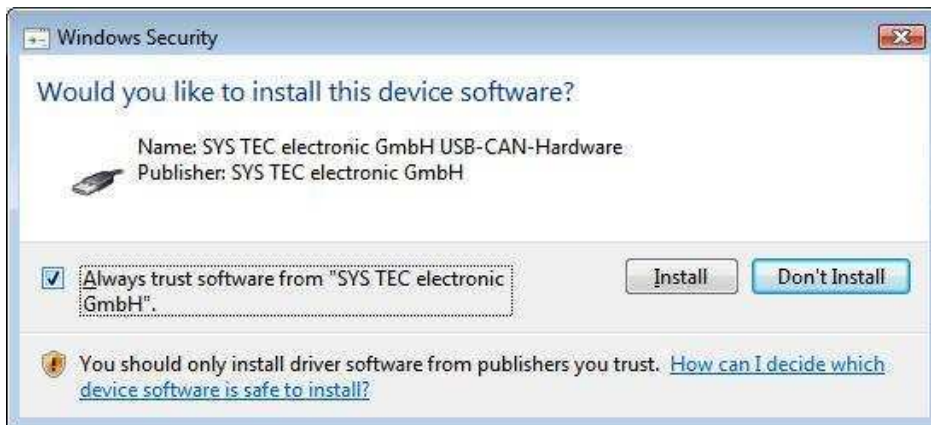 Windows Security
Would you like to install this device software?
Name: SYS TEC electronic GmbH USB-CAN-Hardware
Publisher: SYS TEC electronic GmbH
Always trust software from "SYS TEC electronic
GmbH".
Install
Don't Install
You should only install driver software from publishers you trust. How can I decide which
device software is safe to install?